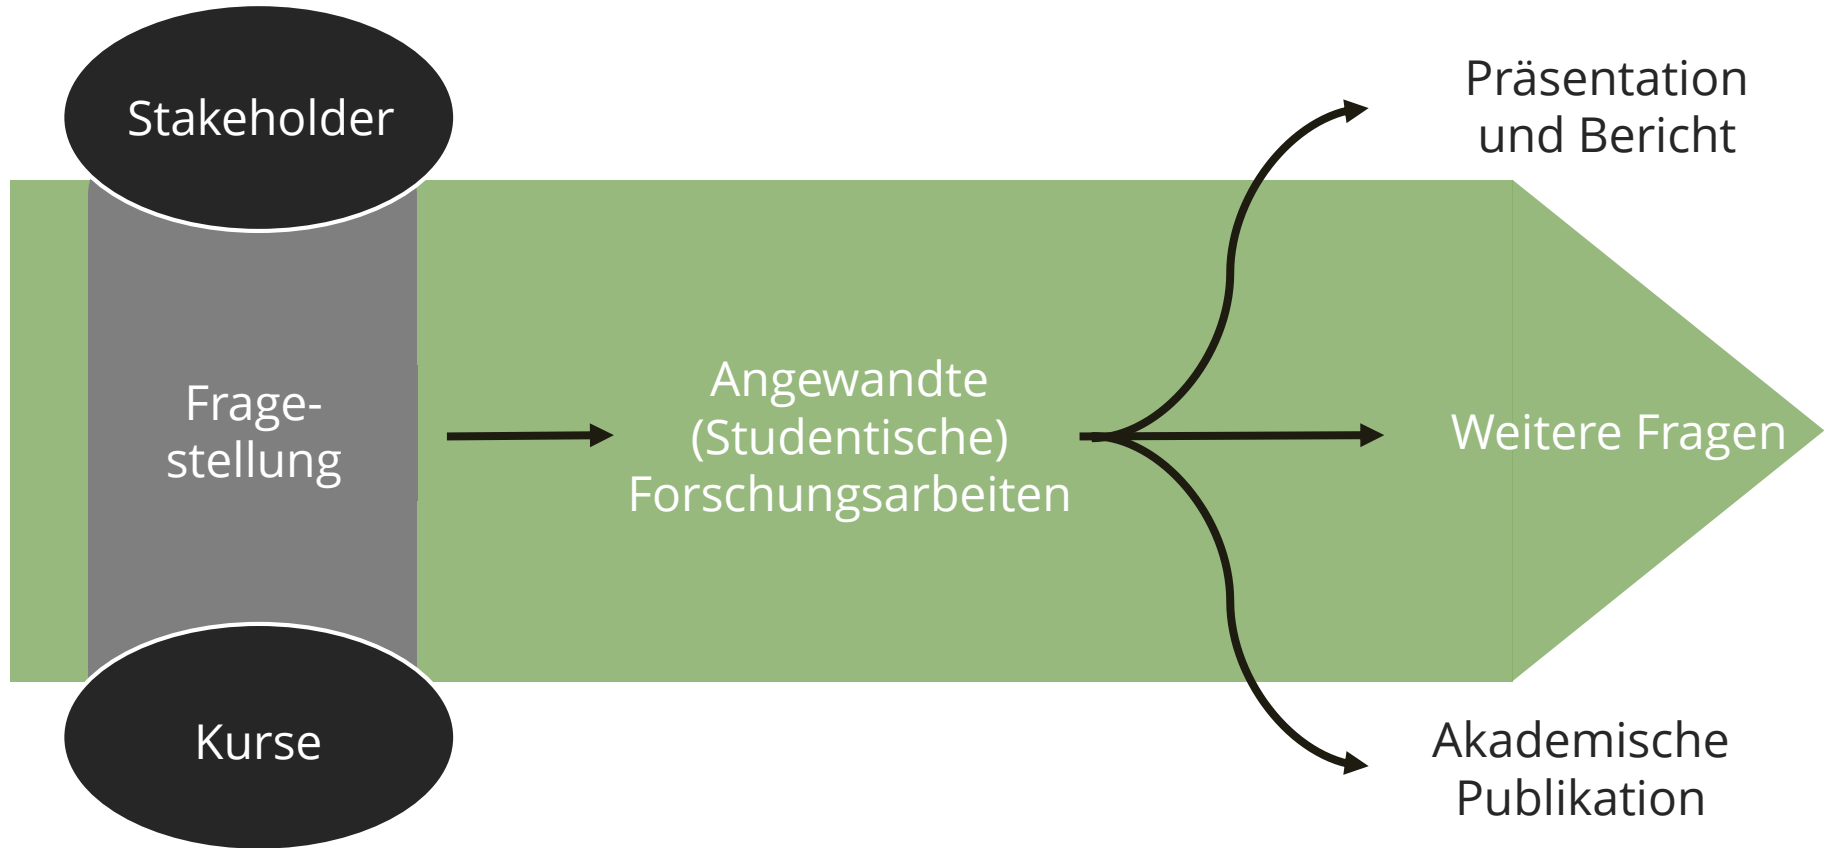 Stakeholder
Frage-
stellung
Kurse
Angewandte
(Studentische)
Forschungsarbeiten
Präsentation
und Bericht
Weitere Fragen
Akademische
Publikation